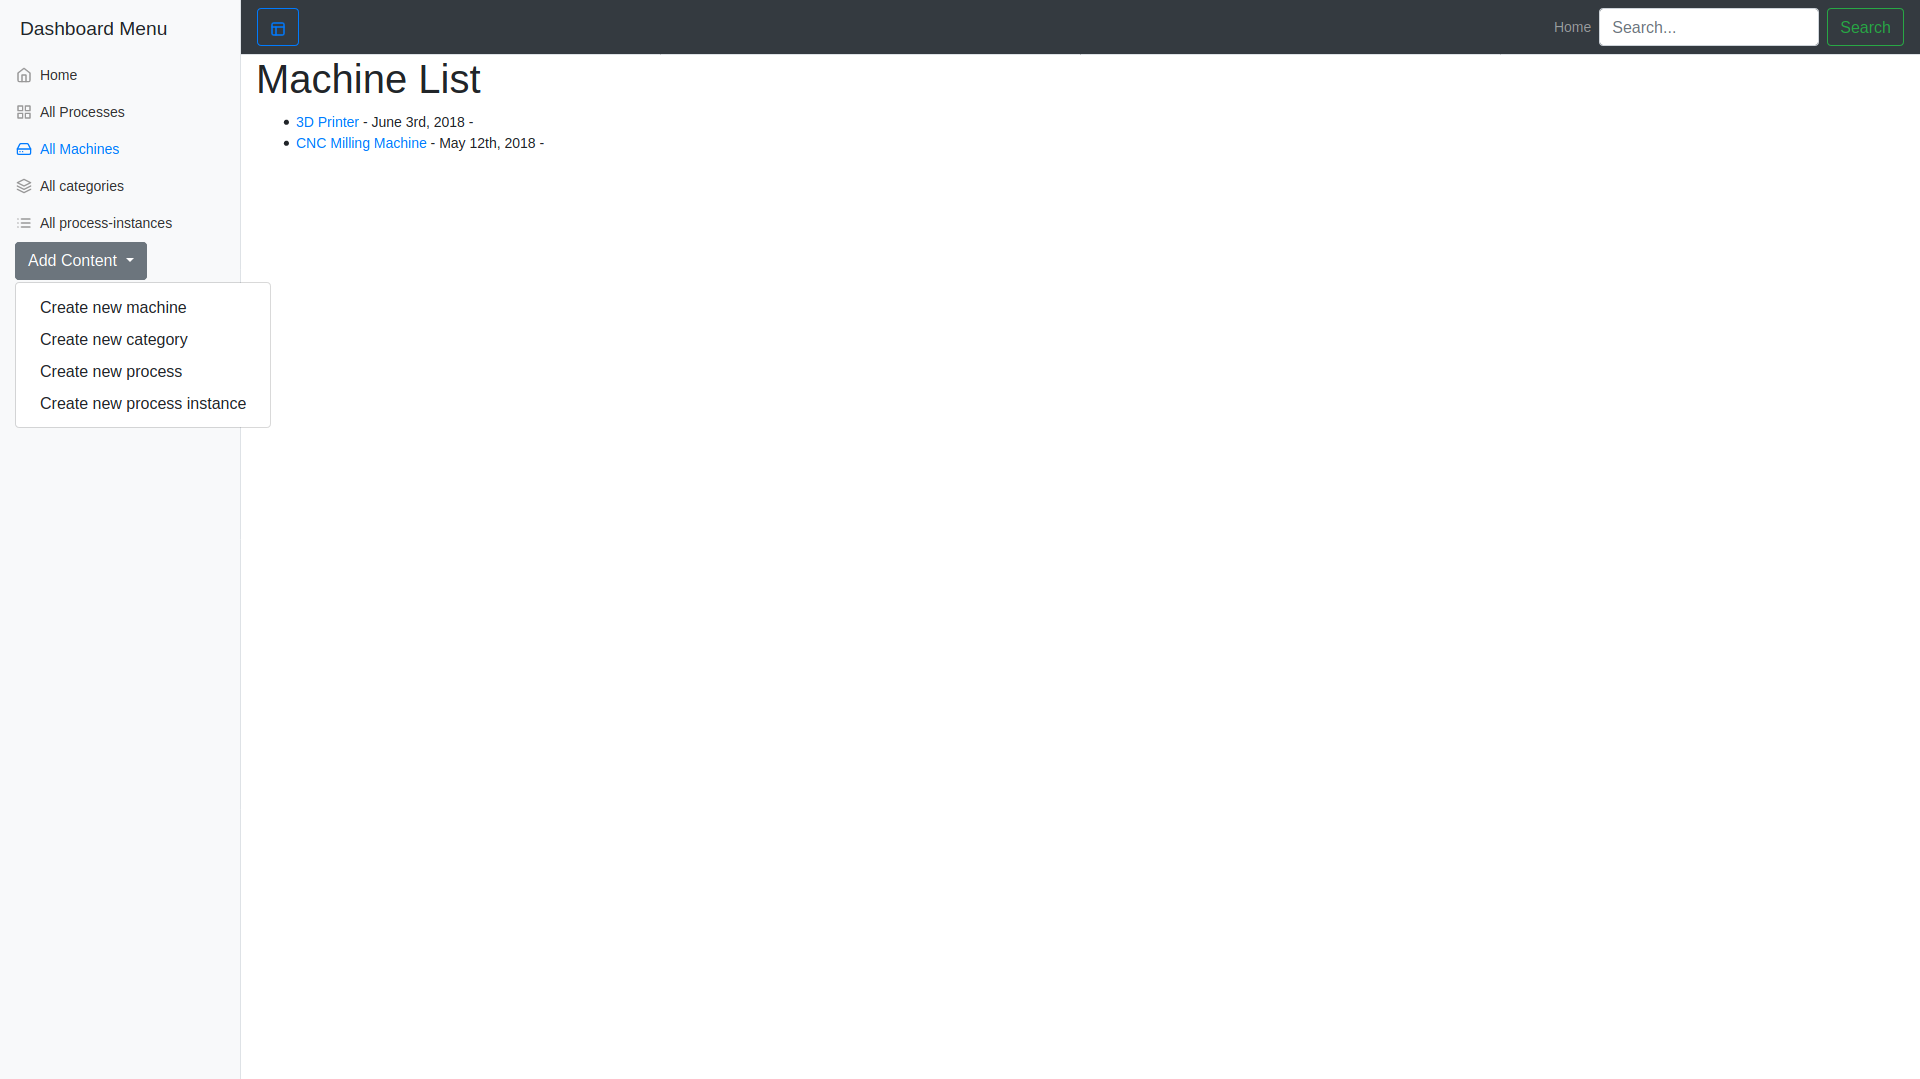 Dashboard Menu
Home
All Processes
All Machines
All categories
All process-instances
Add Content
Create new machine
Create new category
Create new process
Create new process instance
Home
Search...
Search
Machine List
3D Printer - June 3rd, 2018 -
CNC Milling Machine - May 12th, 2018 -